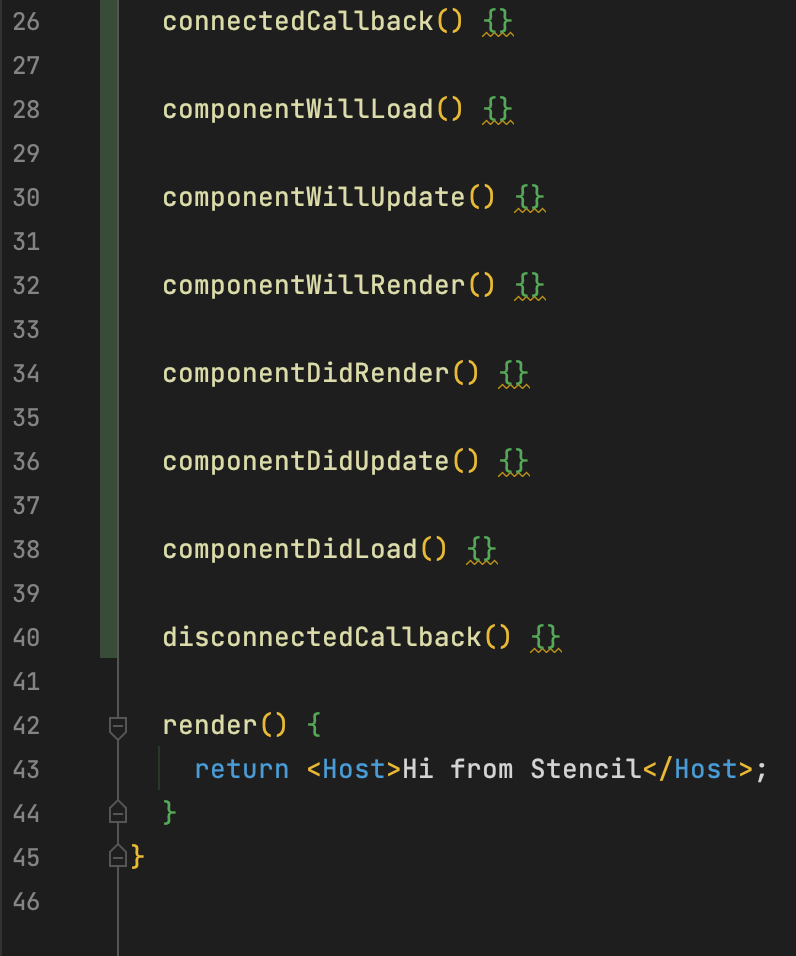 26 connectedCallback() {}
27
28 componentWillLoad() {}
29
30 componentWillUpdate() {}
31
32 componentWillRender() {}
33
34 componentDidRender() {}
35
36 componentDidUpdate() {}
37
38 componentDidLoad() {}
39
40 disconnectedCallback() {}
41
42 render() {
43 return <Host>Hi from Stencil</Host>;
44 }
45 }
46